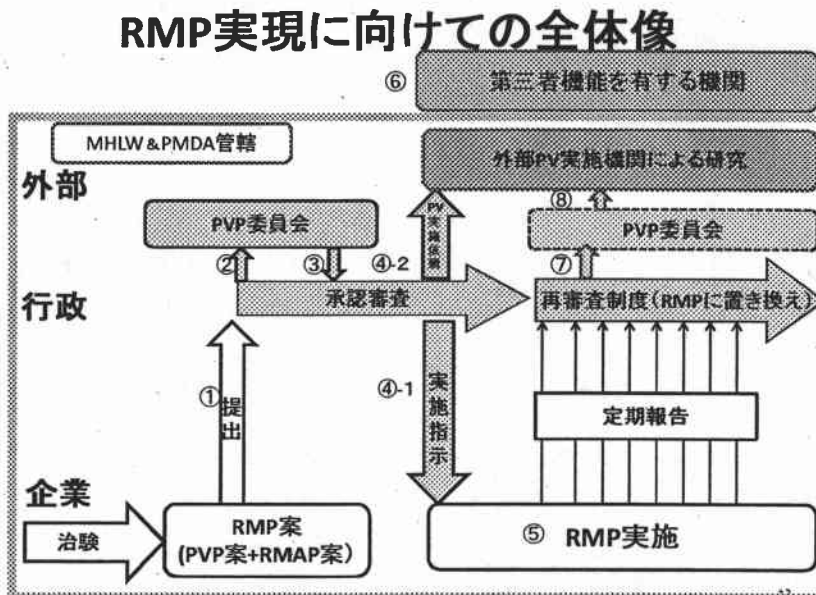 RMP実現に向けての全体像
⑥ 第三者機能を有する機関
MHLW&PMDA管轄
外部PV実施機関による研究
外部
PVP委員会
⑧
PVP委員会
② ③ ④-2 ⑦
行政
承認審査
再審査制度(RMPに置き換え)
① 提出
④-1 実施指示
定期報告
企業
治験
RMP案
(PVP案+RMAP案)
⑤ RMP実施